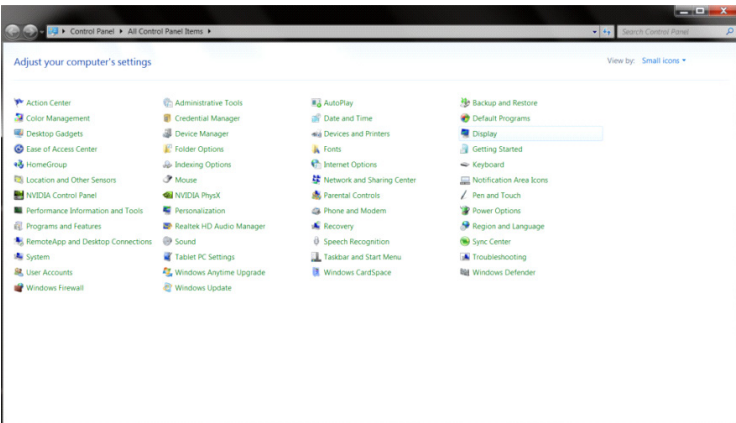 Control Panel ▸ All Control Panel Items ▸
Search Control Panel
Adjust your computer's settings
View by: Small icons
Action Center Administrative Tools AutoPlay Backup and Restore
Color Management Credential Manager Date and Time Default Programs
Desktop Gadgets Device Manager Devices and Printers Display
Ease of Access Center Folder Options Fonts Getting Started
HomeGroup Indexing Options Internet Options Keyboard
Location and Other Sensors Mouse Network and Sharing Center Notification Area Icons
NVIDIA Control Panel NVIDIA PhysX Parental Controls Pen and Touch
Performance Information and Tools Personalization Phone and Modem Power Options
Programs and Features Realtek HD Audio Manager Recovery Region and Language
RemoteApp and Desktop Connections Sound Speech Recognition Sync Center
System Tablet PC Settings Taskbar and Start Menu Troubleshooting
User Accounts Windows Anytime Upgrade Windows CardSpace Windows Defender
Windows Firewall Windows Update